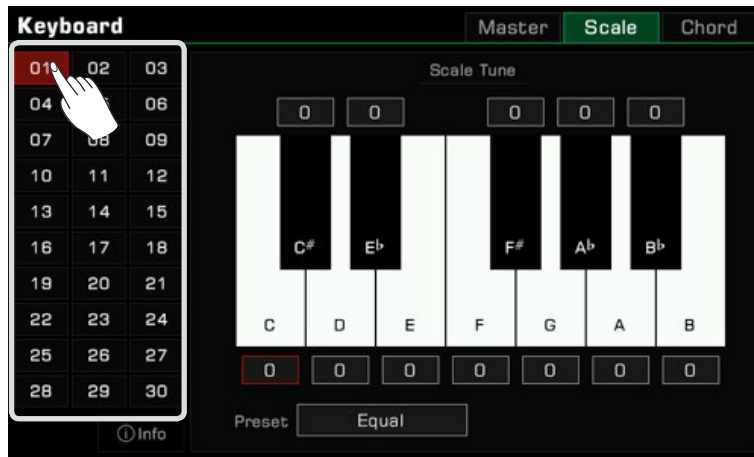 Keyboard Master Scale Chord
01 02 03
Scale Tune
04 06
0 0 0 0 0
07 08 09
10 11 12
13 14 15
16 17 18
C# E♭ F# A♭ B♭
19 20 21
22 23 24
C D E F G A B
25 26 27
0 0 0 0 0 0 0
28 29 30
Preset Equal
i Info